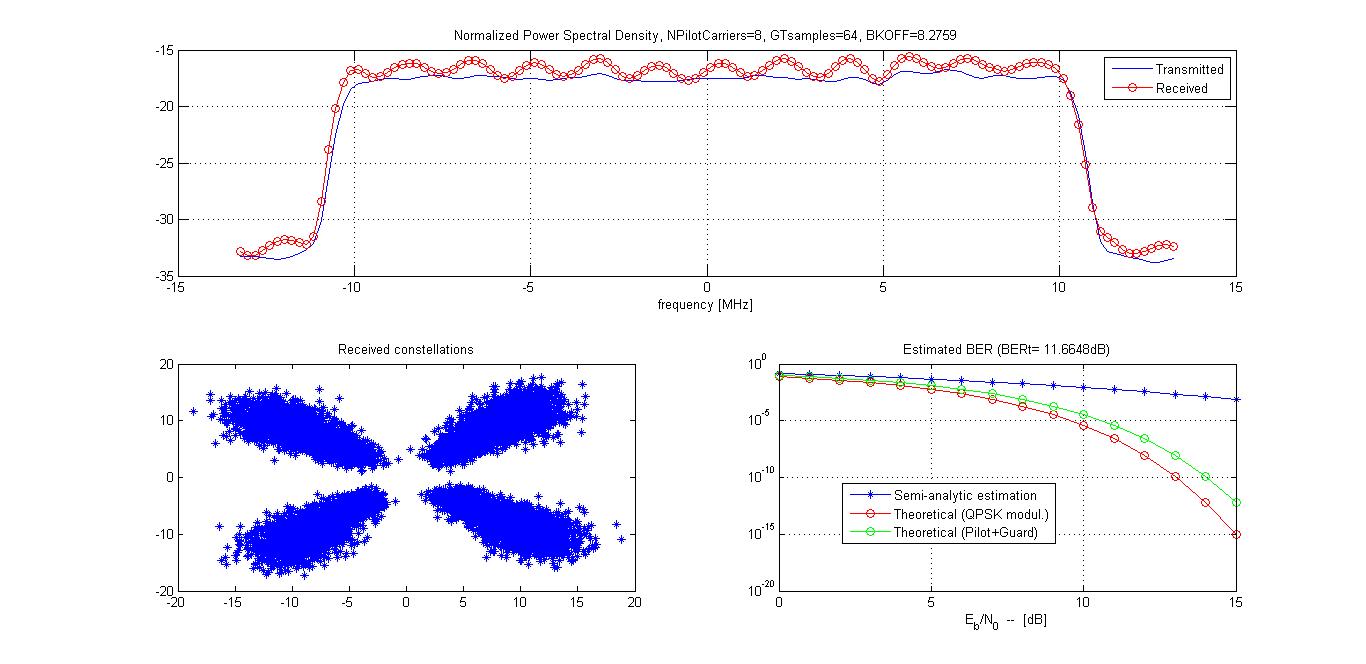 Normalized Power Spectral Density, NPilotCarriers=8, GTsamples=64, BKOFF=8.2759
-15
-20
-25
-30
-35
Transmitted
Received
-15 -10 -5 0 5 10 15
frequency [MHz]
Received constellations
20
10
0
-10
-20
-20 -15 -10 -5 0 5 10 15 20
Estimated BER (BERt= 11.6648dB)
10^0
10^-5
10^-10
10^-15
10^-20
Semi-analytic estimation
Theoretical (QPSK modul.)
Theoretical (Pilot+Guard)
0 5 10 15
E_b/N_0 -- [dB]